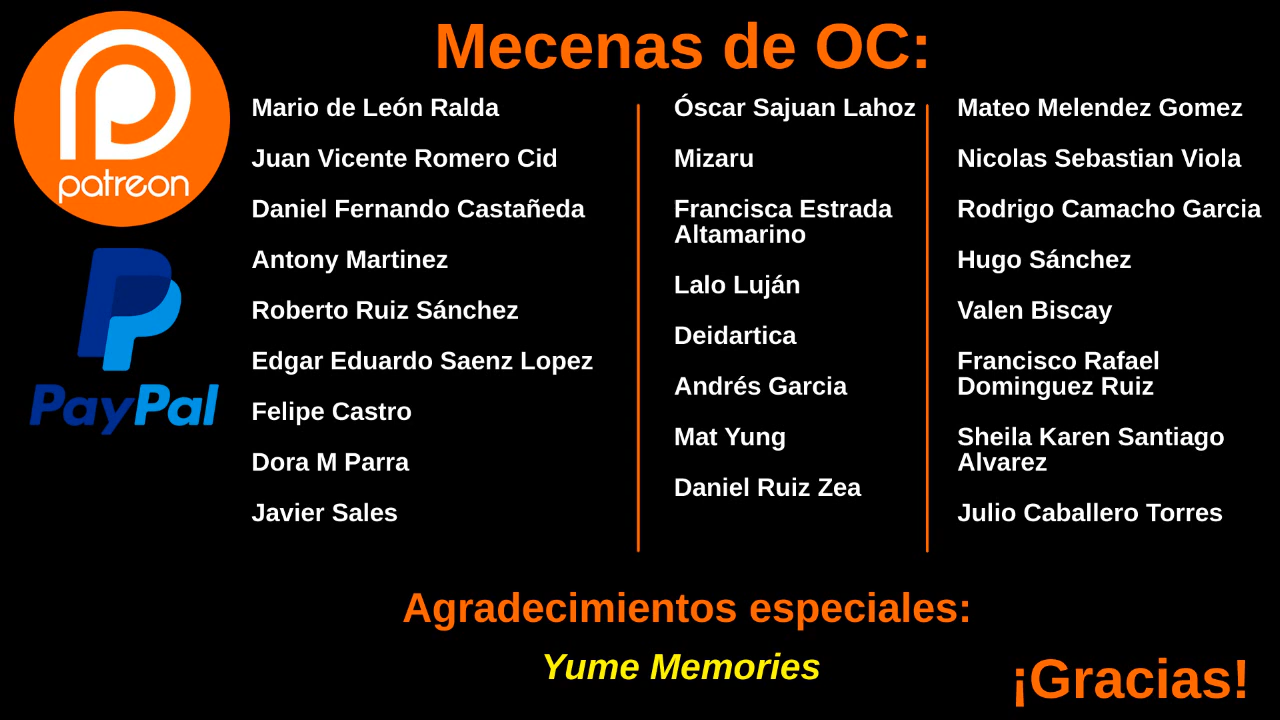 patreon
PayPal
Mecenas de OC:
Mario de León Ralda
Juan Vicente Romero Cid
Daniel Fernando Castañeda
Antony Martinez
Roberto Ruiz Sánchez
Edgar Eduardo Saenz Lopez
Felipe Castro
Dora M Parra
Javier Sales
Óscar Sajuan Lahoz
Mizaru
Francisca Estrada
Altamarino
Lalo Luján
Deidartica
Andrés Garcia
Mat Yung
Daniel Ruiz Zea
Mateo Melendez Gomez
Nicolas Sebastian Viola
Rodrigo Camacho Garcia
Hugo Sánchez
Valen Biscay
Francisco Rafael
Dominguez Ruiz
Sheila Karen Santiago
Alvarez
Julio Caballero Torres
Agradecimientos especiales:
Yume Memories
¡Gracias!